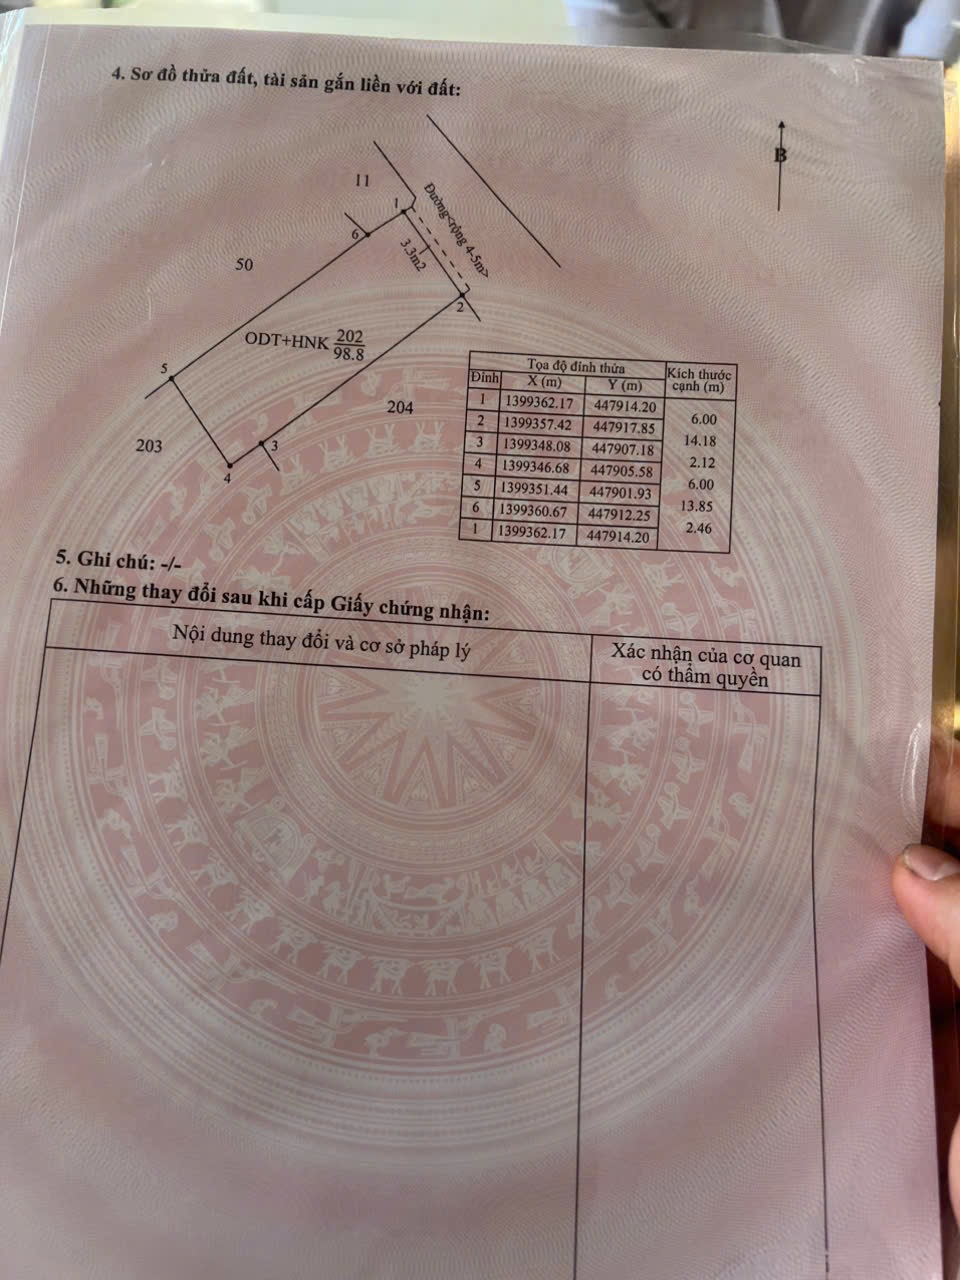 4. Sơ đồ thửa đất, tài sản gắn liền với đất:
B
11
Đường<rộng 4-5m>
1
6
3.3m2
50
2
ODT+HNK 202
98.8
5
204
203
3
4
Tọa độ đỉnh thửa Kích thước cạnh (m)
Đỉnh X (m) Y (m)
1 1399362.17 447914.20
6.00
2 1399357.42 447917.85
14.18
3 1399348.08 447907.18
2.12
4 1399346.68 447905.58
6.00
5 1399351.44 447901.93
13.85
6 1399360.67 447912.25
2.46
1 1399362.17 447914.20
5. Ghi chú: -/-
6. Những thay đổi sau khi cấp Giấy chứng nhận:
Nội dung thay đổi và cơ sở pháp lý
Xác nhận của cơ quan
có thẩm quyền